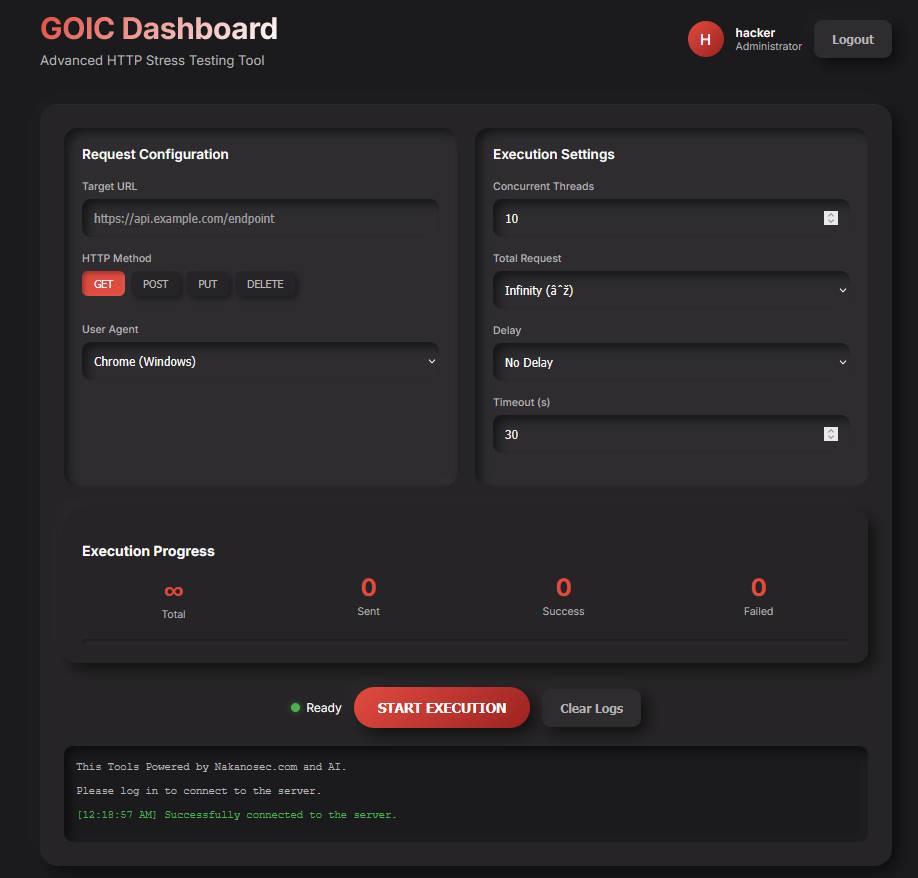 GOIC Dashboard
Advanced HTTP Stress Testing Tool
H
hacker
Administrator
Logout
Request Configuration
Target URL
https://api.example.com/endpoint
HTTP Method
GET POST PUT DELETE
User Agent
Chrome (Windows)
Execution Settings
Concurrent Threads
10
Total Request
Infinity (âˆž)
Delay
No Delay
Timeout (s)
30
Execution Progress
∞ 0 0 0
Total Sent Success Failed
Ready
START EXECUTION
Clear Logs
This Tools Powered by Nakanosec.com and AI.
Please log in to connect to the server.
[12:18:57 AM] Successfully connected to the server.